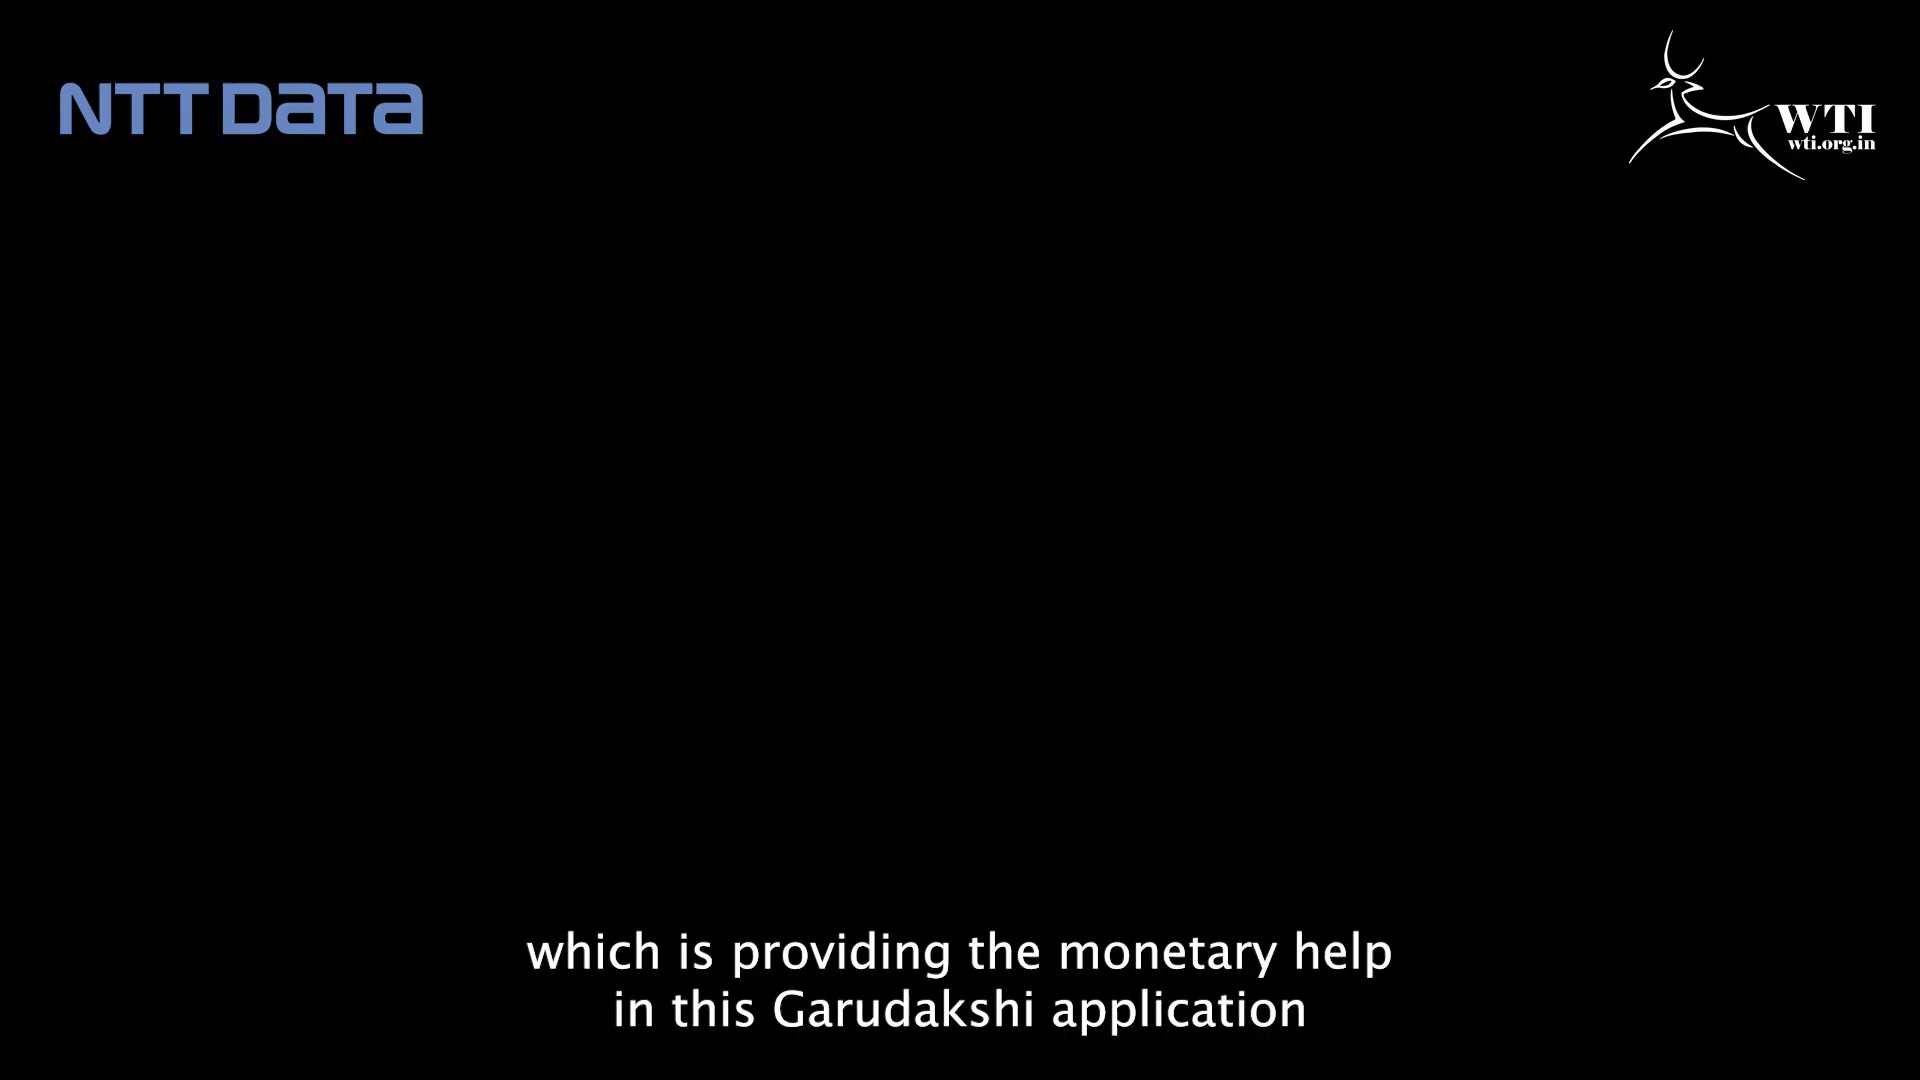 NTT DATA
WTI
wti.org.in
which is providing the monetary help
in this Garudakshi application